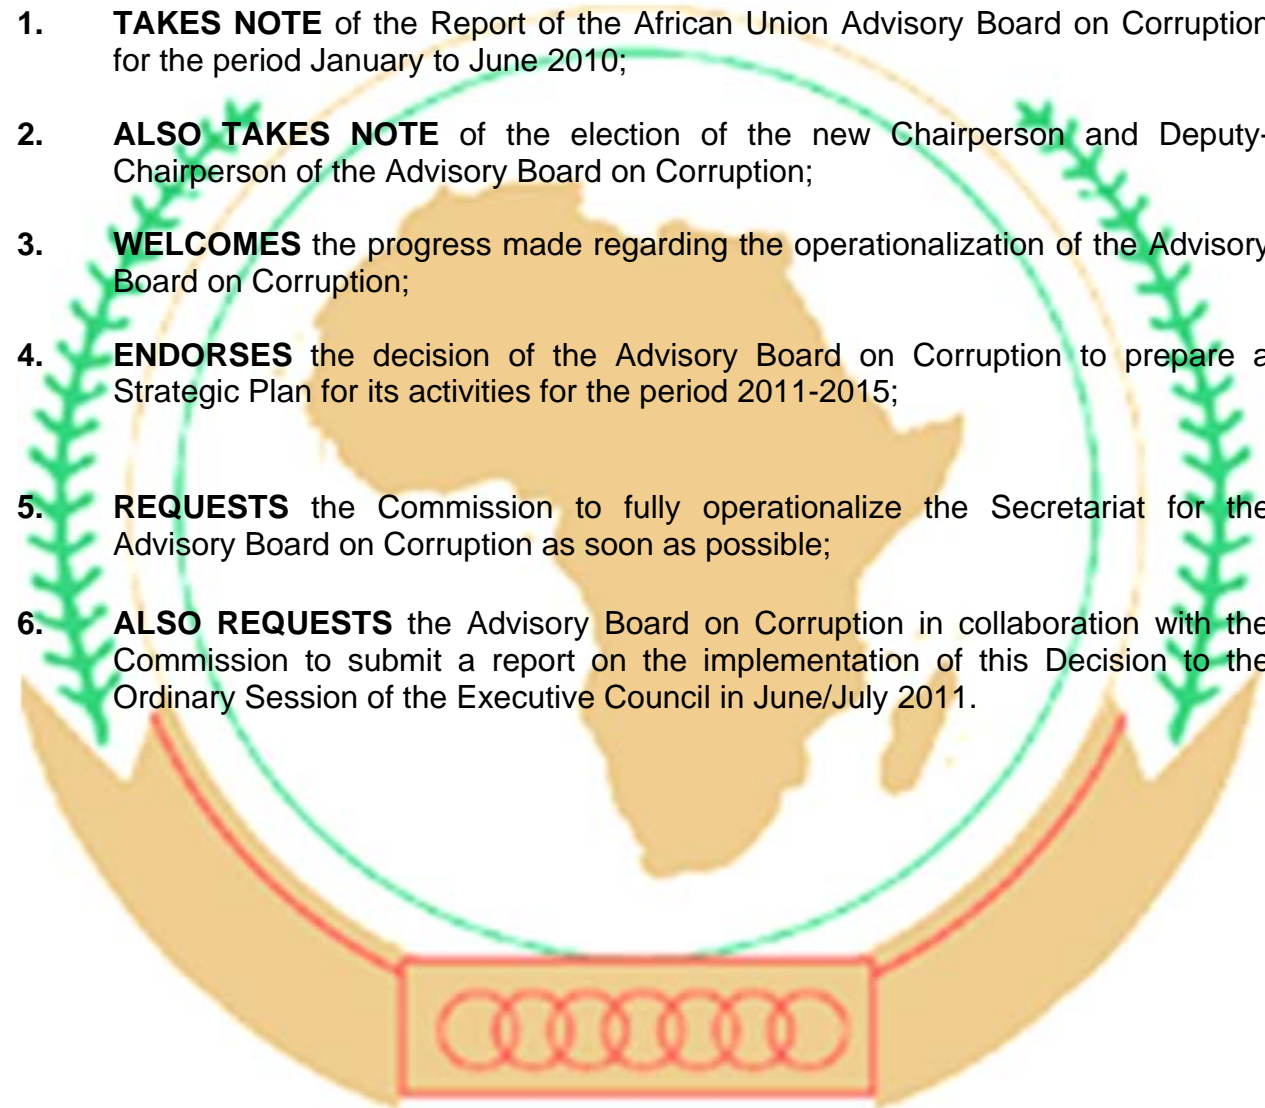 1. TAKES NOTE of the Report of the African Union Advisory Board on Corruption
for the period January to June 2010;
2. ALSO TAKES NOTE of the election of the new Chairperson and Deputy-
Chairperson of the Advisory Board on Corruption;
3. WELCOMES the progress made regarding the operationalization of the Advisory
Board on Corruption;
4. ENDORSES the decision of the Advisory Board on Corruption to prepare a
Strategic Plan for its activities for the period 2011-2015;
5. REQUESTS the Commission to fully operationalize the Secretariat for the
Advisory Board on Corruption as soon as possible;
6. ALSO REQUESTS the Advisory Board on Corruption in collaboration with the
Commission to submit a report on the implementation of this Decision to the
Ordinary Session of the Executive Council in June/July 2011.